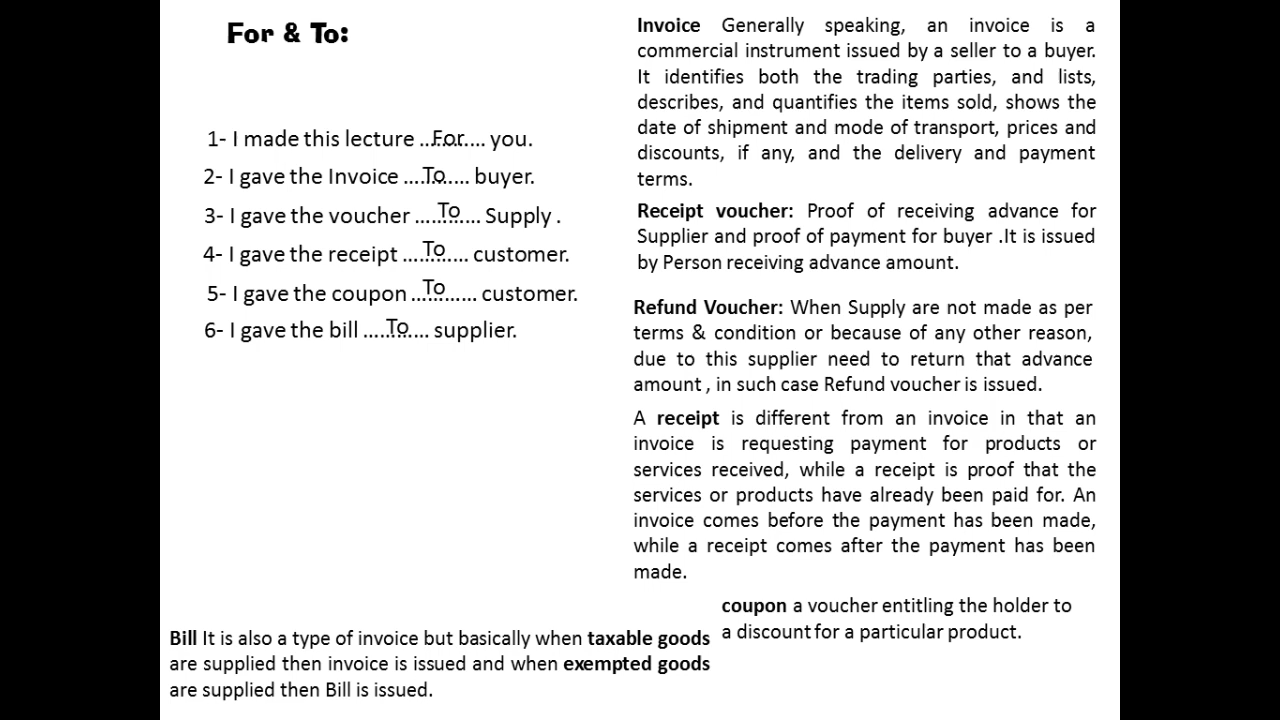 For & To:
1- I made this lecture ...For.... you.
2- I gave the Invoice ....To..... buyer.
3- I gave the voucher .....To..... Supply .
4- I gave the receipt ....To..... customer.
5- I gave the coupon ...To........ customer.
6- I gave the bill ....To.... supplier.
Invoice Generally speaking, an invoice is a
commercial instrument issued by a seller to a buyer.
It identifies both the trading parties, and lists,
describes, and quantifies the items sold, shows the
date of shipment and mode of transport, prices and
discounts, if any, and the delivery and payment
terms.
Receipt voucher: Proof of receiving advance for
Supplier and proof of payment for buyer .It is issued
by Person receiving advance amount.
Refund Voucher: When Supply are not made as per
terms & condition or because of any other reason,
due to this supplier need to return that advance
amount , in such case Refund voucher is issued.
A receipt is different from an invoice in that an
invoice is requesting payment for products or
services received, while a receipt is proof that the
services or products have already been paid for. An
invoice comes before the payment has been made,
while a receipt comes after the payment has been
made.
coupon a voucher entitling the holder to
a discount for a particular product.
Bill It is also a type of invoice but basically when taxable goods
are supplied then invoice is issued and when exempted goods
are supplied then Bill is issued.